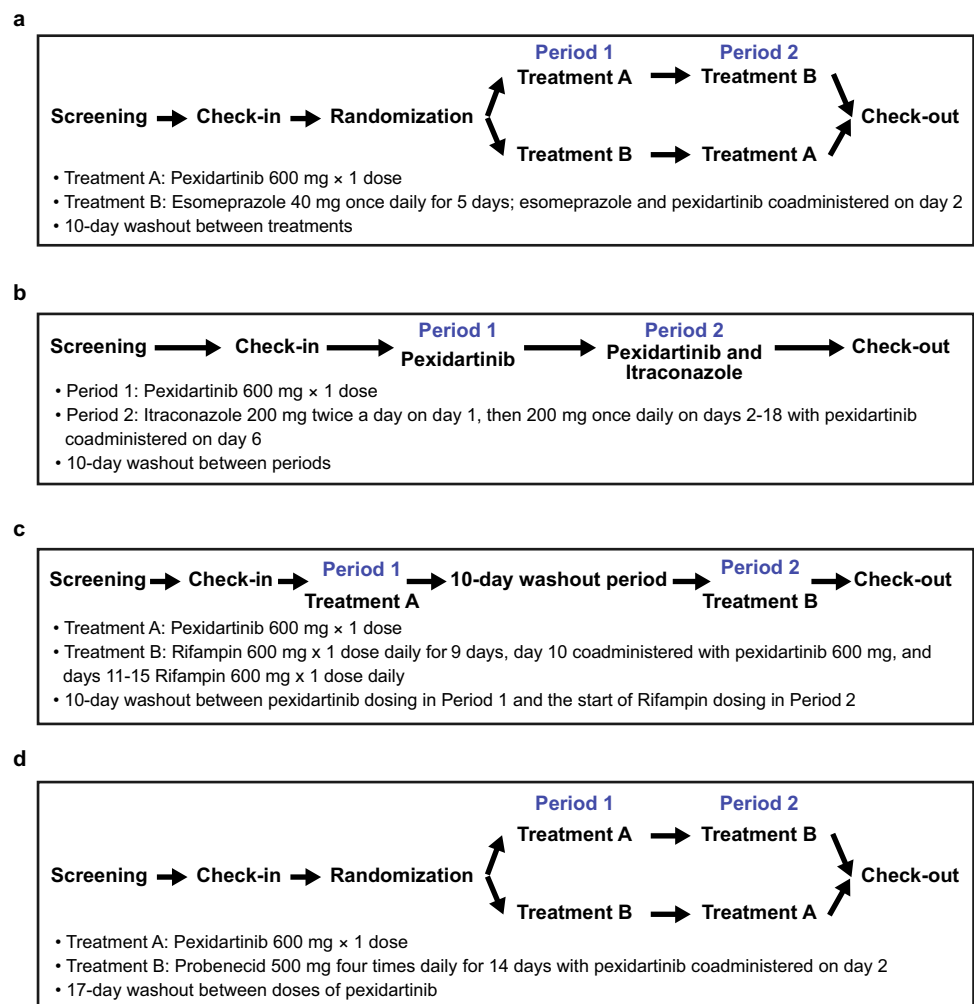 a
Period 1 Period 2
Treatment A Treatment B
Screening Check-in Randomization Check-out
Treatment B Treatment A
• Treatment A: Pexidartinib 600 mg × 1 dose
• Treatment B: Esomeprazole 40 mg once daily for 5 days; esomeprazole and pexidartinib coadministered on day 2
• 10-day washout between treatments
b
Period 1 Period 2
Screening Check-in Pexidartinib Pexidartinib and Check-out
Itraconazole
• Period 1: Pexidartinib 600 mg × 1 dose
• Period 2: Itraconazole 200 mg twice a day on day 1, then 200 mg once daily on days 2-18 with pexidartinib
coadministered on day 6
• 10-day washout between periods
c
Period 1 Period 2
Screening Check-in 10-day washout period Check-out
Treatment A Treatment B
• Treatment A: Pexidartinib 600 mg × 1 dose
• Treatment B: Rifampin 600 mg x 1 dose daily for 9 days, day 10 coadministered with pexidartinib 600 mg, and
days 11-15 Rifampin 600 mg x 1 dose daily
• 10-day washout between pexidartinib dosing in Period 1 and the start of Rifampin dosing in Period 2
d
Period 1 Period 2
Treatment A Treatment B
Screening Check-in Randomization Check-out
Treatment B Treatment A
• Treatment A: Pexidartinib 600 mg × 1 dose
• Treatment B: Probenecid 500 mg four times daily for 14 days with pexidartinib coadministered on day 2
• 17-day washout between doses of pexidartinib